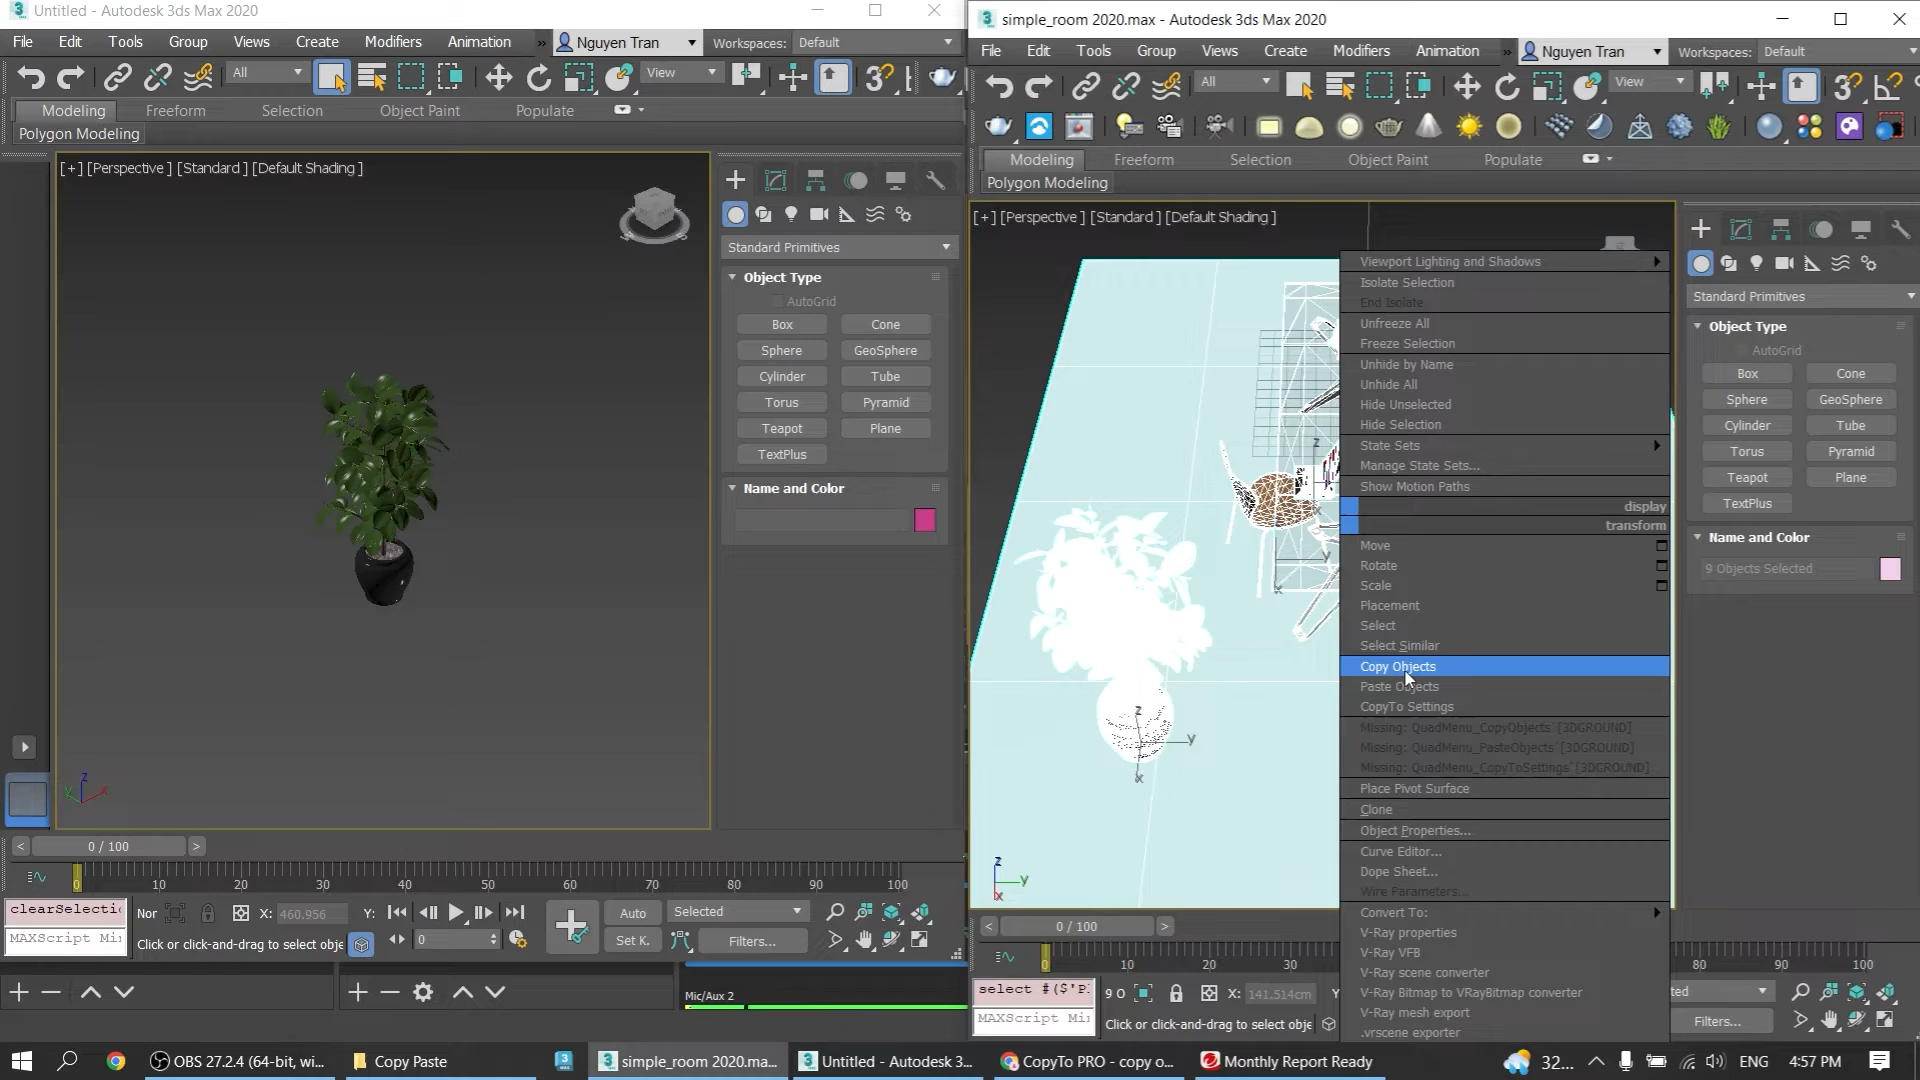 Untitled - Autodesk 3ds Max 2020
File Edit Tools Group Views Create Modifiers Animation » Nguyen Tran Workspaces: Default
All View
Modeling Freeform Selection Object Paint Populate
Polygon Modeling
[+] [Perspective ] [Standard ] [Default Shading ]
Standard Primitives
Object Type
AutoGrid
Box Cone
Sphere GeoSphere
Cylinder Tube
Torus Pyramid
Teapot Plane
TextPlus
Name and Color
z
y x
< 0 / 100 >
0 10 20 30 40 50 60 70 80 90 100
clearSelecti
MAXScript Mi
Nor X: 460.956 Y:
Click or click-and-drag to select obje
0
Auto Selected
Set K. Filters...
Mic/Aux 2
simple_room 2020.max - Autodesk 3ds Max 2020
File Edit Tools Group Views Create Modifiers Animation » Nguyen Tran Workspaces: Default
All View
Modeling Freeform Selection Object Paint Populate
Polygon Modeling
[+] [Perspective ] [Standard ] [Default Shading ]
Viewport Lighting and Shadows
Isolate Selection
End Isolate
Unfreeze All
Freeze Selection
Unhide by Name
Unhide All
Hide Unselected
Hide Selection
State Sets
Manage State Sets...
Show Motion Paths
display
transform
Move
Rotate
Scale
Placement
Select
Select Similar
Copy Objects
Paste Objects
CopyTo Settings
Missing: QuadMenu_CopyObjects`[3DGROUND]
Missing: QuadMenu_PasteObjects`[3DGROUND]
Missing: QuadMenu_CopyToSettings`[3DGROUND]
Place Pivot Surface
Clone
Object Properties...
Curve Editor...
Dope Sheet...
Wire Parameters...
Convert To:
V-Ray properties
V-Ray VFB
V-Ray scene converter
V-Ray Bitmap to VRayBitmap converter
V-Ray mesh export
.vrscene exporter
Standard Primitives
Object Type
AutoGrid
Box Cone
Sphere GeoSphere
Cylinder Tube
Torus Pyramid
Teapot Plane
TextPlus
Name and Color
9 Objects Selected
z
y
x
z
y
x
< 0 / 100 >
0 10 20 30 80 90 100
select #($'P
MAXScript Mi
9 O X: 141.514cm Y
Click or click-and-drag to select obje
ted
Filters...
OBS 27.2.4 (64-bit, wi... Copy Paste simple_room 2020.ma... Untitled - Autodesk 3... CopyTo PRO - copy o... Monthly Report Ready 32... ENG 4:57 PM